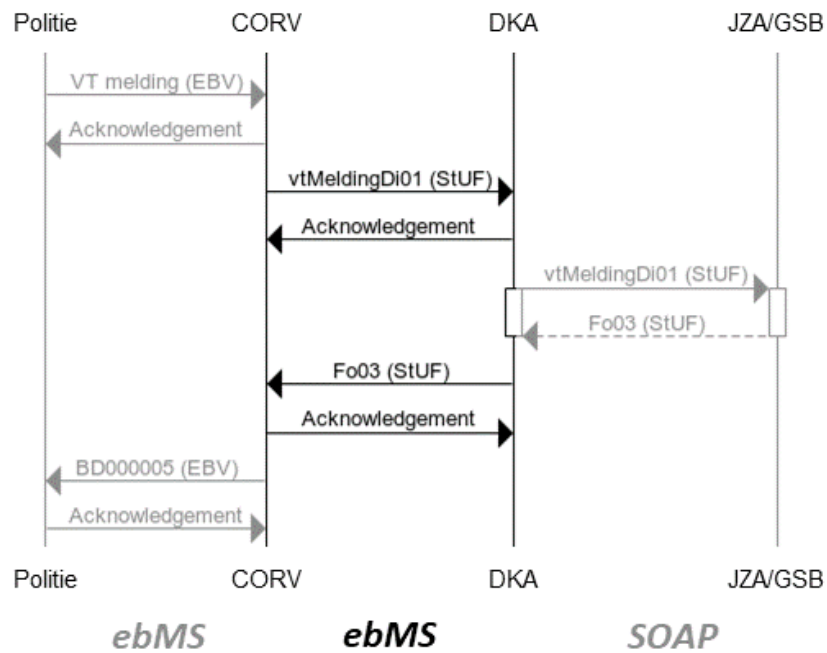 Politie CORV DKA JZA/GSB
VT melding (EBV)
Acknowledgement
vtMeldingDi01 (StUF)
Acknowledgement
vtMeldingDi01 (StUF)
Fo03 (StUF)
Fo03 (StUF)
Acknowledgement
BD000005 (EBV)
Acknowledgement
Politie CORV DKA JZA/GSB
ebMS ebMS SOAP